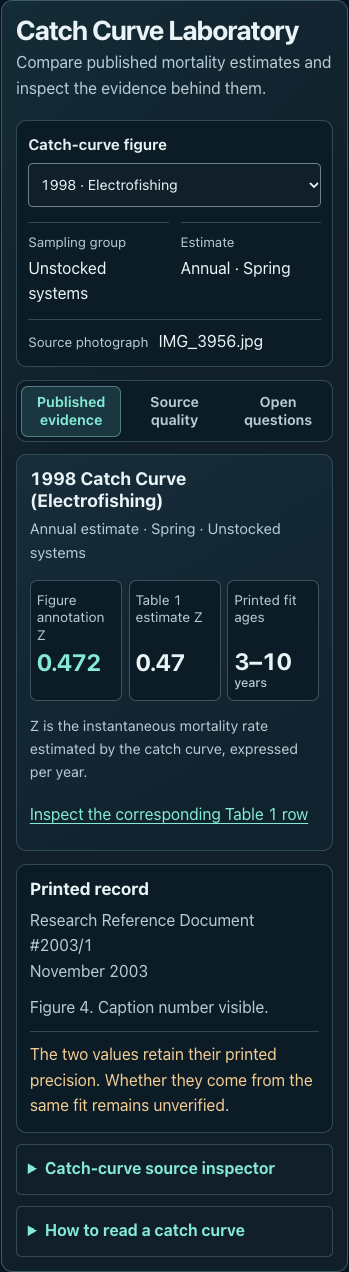 Catch Curve Laboratory
Compare published mortality estimates and
inspect the evidence behind them.
Catch-curve figure
1998 · Electrofishing
Sampling group
Unstocked
systems
Estimate
Annual · Spring
Source photograph IMG_3956.jpg
Published
evidence
Source
quality
Open
questions
1998 Catch Curve
(Electrofishing)
Annual estimate · Spring · Unstocked
systems
Figure
annotation
Z
0.472
Table 1
estimate Z
0.47
Printed fit
ages
3–10
years
Z is the instantaneous mortality rate
estimated by the catch curve, expressed
per year.
Inspect the corresponding Table 1 row
Printed record
Research Reference Document
#2003/1
November 2003
Figure 4. Caption number visible.
The two values retain their printed
precision. Whether they come from the
same fit remains unverified.
Catch-curve source inspector
How to read a catch curve